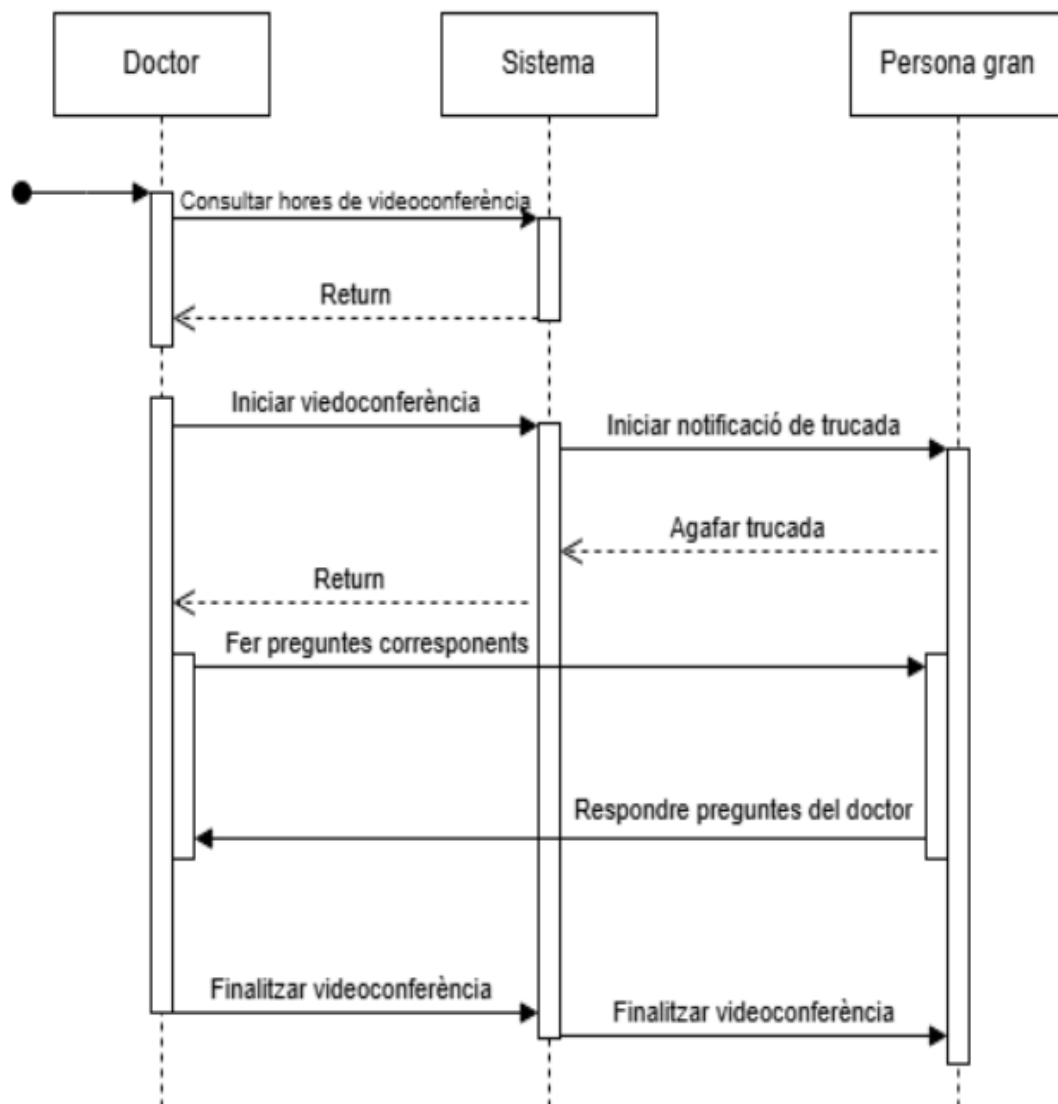 Doctor
Sistema
Persona gran
Consultar hores de videoconferència
Return
Iniciar viedoconferència
Iniciar notificació de trucada
Agafar trucada
Return
Fer preguntes corresponents
Respondre preguntes del doctor
Finalitzar videoconferència
Finalitzar videoconferència